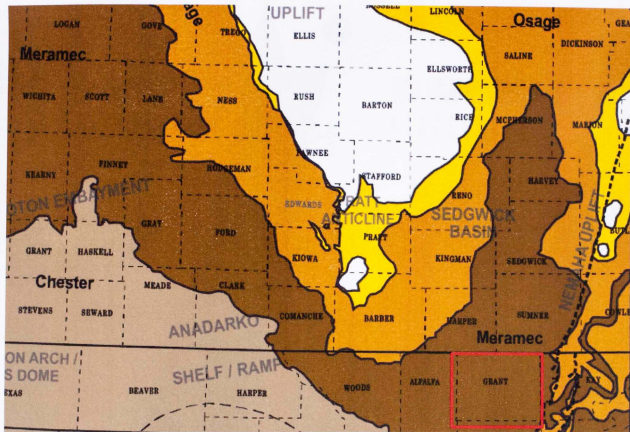 UPLIFT
LINCOLN
Osage
LOGAN
GOVE
TREGO
ELLIS
DICKINSON
SALINE
Meramec
ELLSWORTH
WICHITA
SCOTT
LANE
NESS
RUSH
BARTON
RICE
MCPHERSON
MARION
PAWNEE
FINNEY
HODGEMAN
STAFFORD
KEARNY
HARVEY
RENO
EDWARDS
PRATT
ANTICLINE
SEDGWICK
BASIN
NEMAHA UPLIFT
GRAY
FORD
PRATT
GRANT
HASKELL
KIOWA
KINGMAN
SEDGWICK
Chester
MEADE
CLARK
STEVENS
SEWARD
COMANCHE
BARBER
HARPER
SUMNER
ANADARKO
Meramec
SHELF / RAMP
BEAVER
HARPER
WOODS
ALFALFA
GRANT